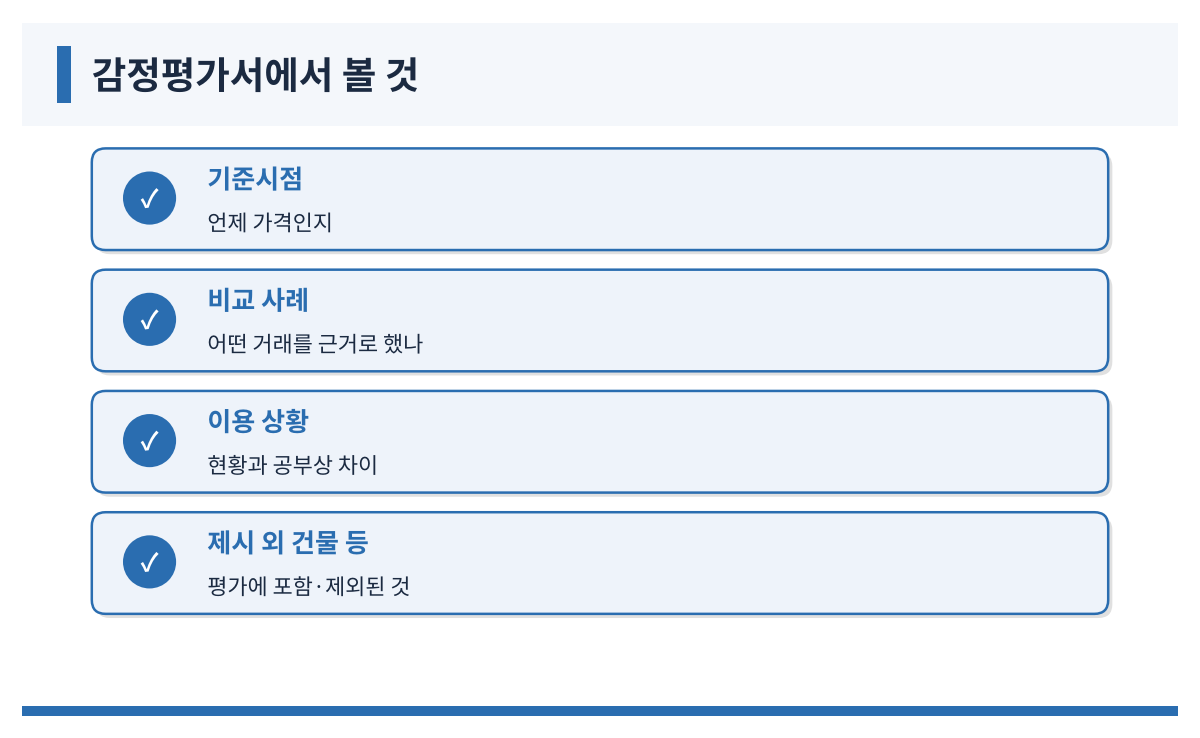 감정평가서에서 볼 것
✓
기준시점
언제 가격인지
✓
비교 사례
어떤 거래를 근거로 했나
✓
이용 상황
현황과 공부상 차이
✓
제시 외 건물 등
평가에 포함·제외된 것